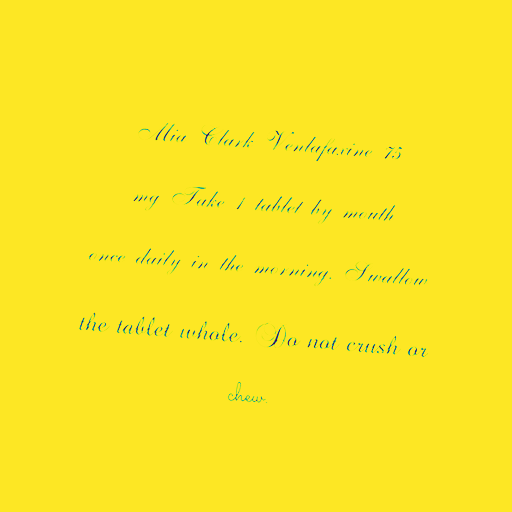 Mia Clark Venlafaxine 75
mg Take 1 tablet by mouth
once daily in the morning. Swallow
the tablet whole. Do not crush or
chew.